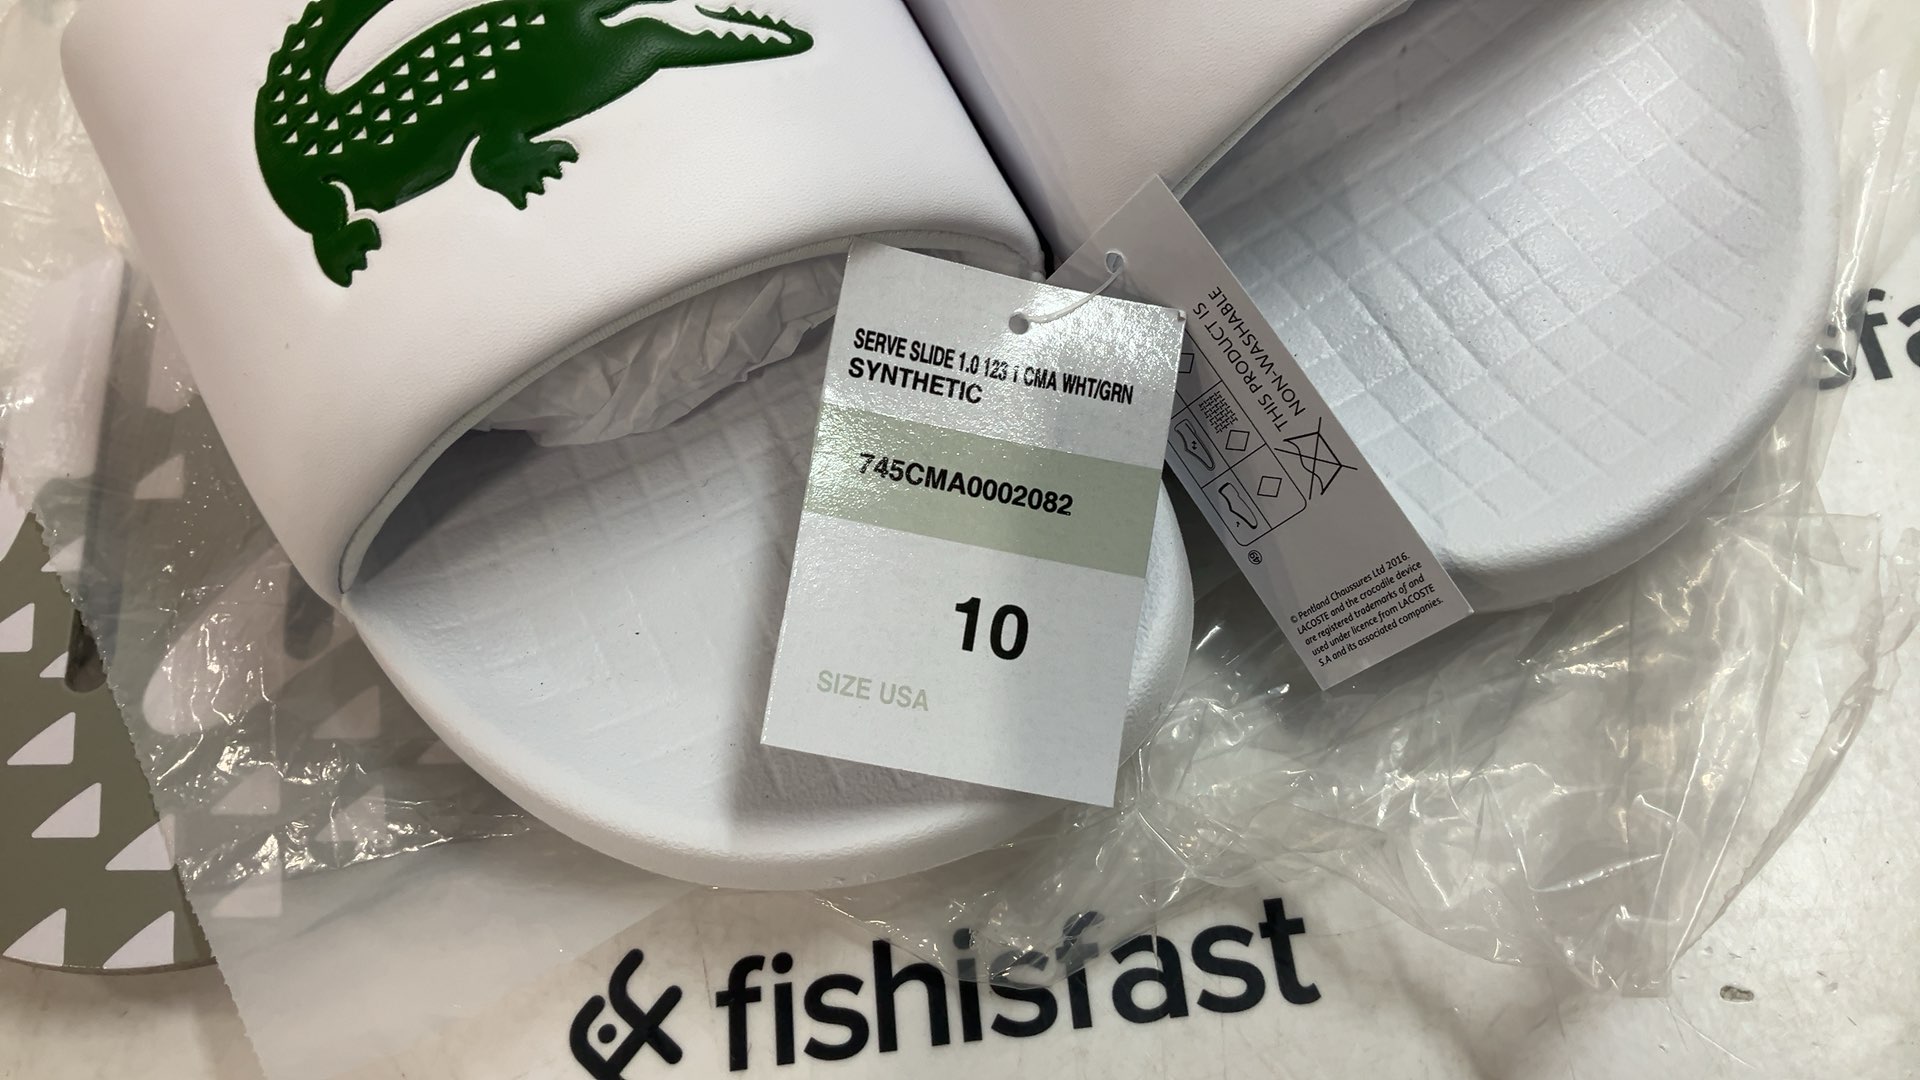 SERVE SLIDE 1.0 123 1 CMA WHT/GRN
SYNTHETIC
745CMA0002082
10
SIZE USA
THIS PRODUCT IS
NON-WASHABLE
© Pentland Chaussures Ltd 2016.
LACOSTE and the crocodile device
are registered trademarks of and
used under licence from LACOSTE
S.A and its associated companies.
fishisfast
sfa